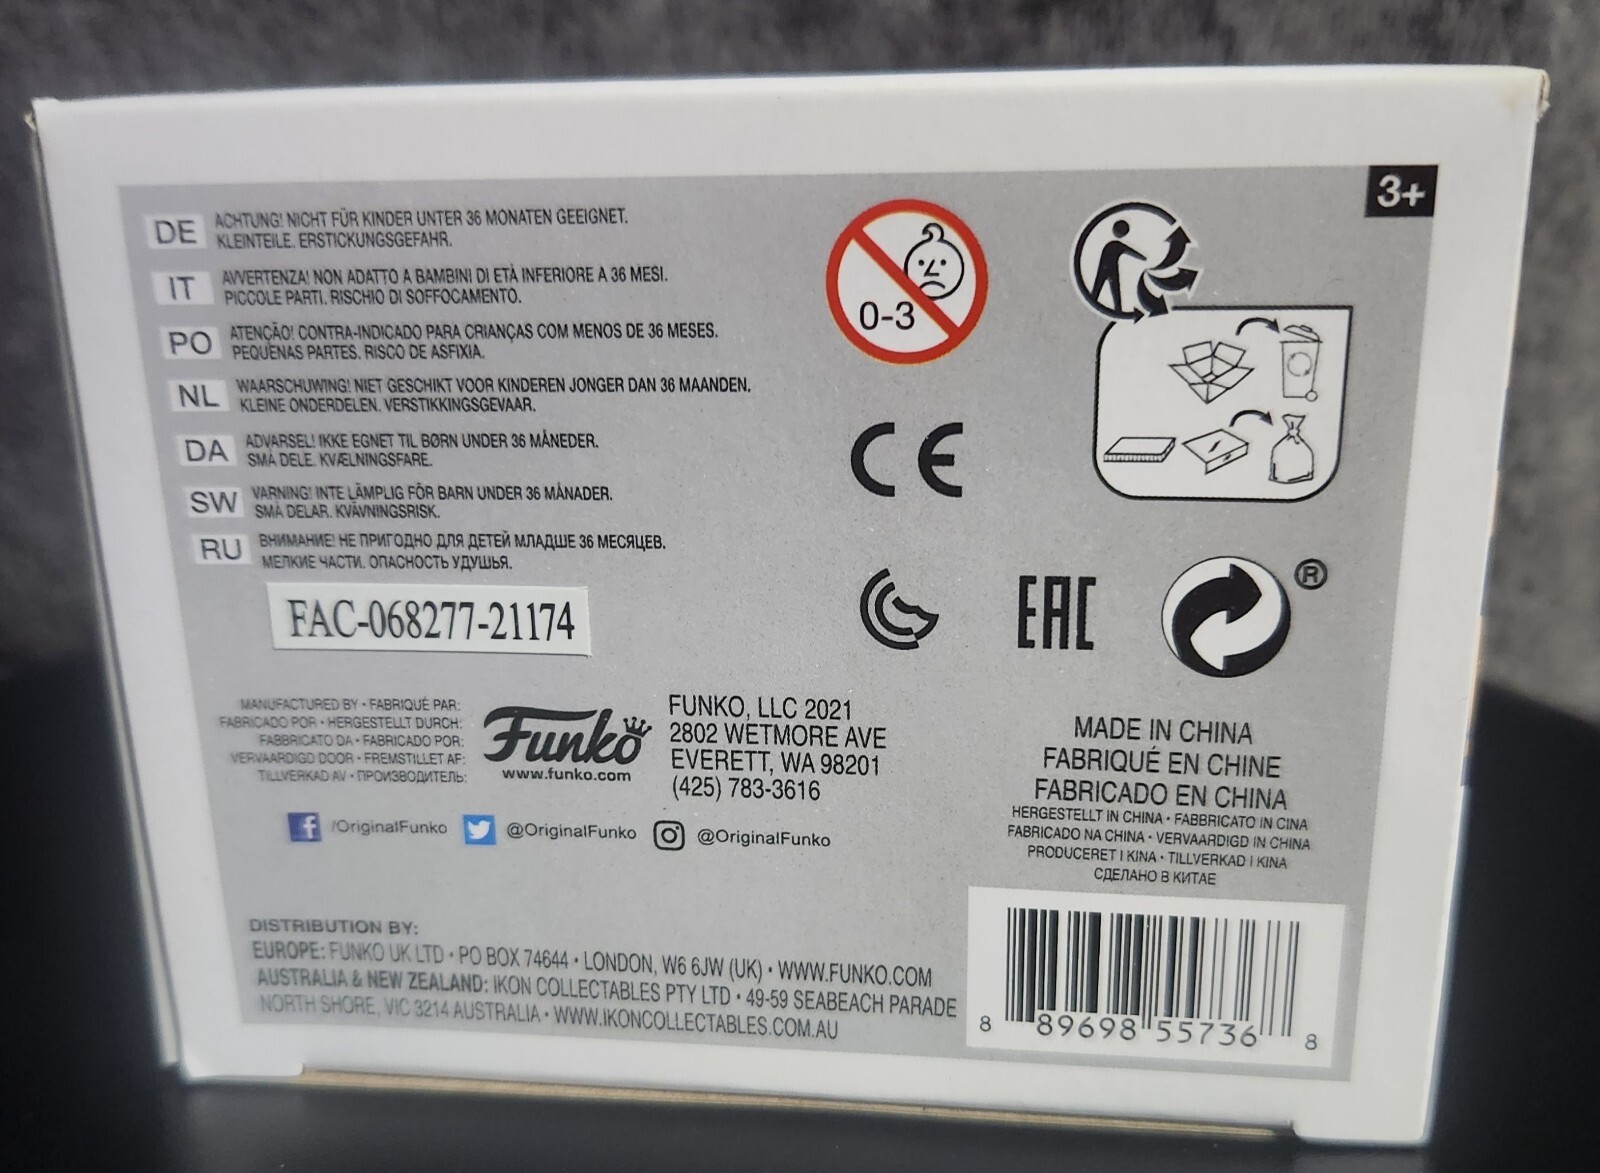 3+
DE ACHTUNG! NICHT FÜR KINDER UNTER 36 MONATEN GEEIGNET.
KLEINTEILE. ERSTICKUNGSGEFAHR.
IT AVVERTENZA! NON ADATTO A BAMBINI DI ETÀ INFERIORE A 36 MESI.
PICCOLE PARTI. RISCHIO DI SOFFOCAMENTO.
PO ATENÇÃO! CONTRA-INDICADO PARA CRIANÇAS COM MENOS DE 36 MESES.
PEQUENAS PARTES. RISCO DE ASFIXIA.
NL WAARSCHUWING! NIET GESCHIKT VOOR KINDEREN JONGER DAN 36 MAANDEN.
KLEINE ONDERDELEN. VERSTIKKINGSGEVAAR.
DA ADVARSEL! IKKE EGNET TIL BØRN UNDER 36 MÅNEDER.
SMÅ DELE. KVÆLNINGSFARE.
SW VARNING! INTE LÄMPLIG FÖR BARN UNDER 36 MÅNADER.
SMÅ DELAR. KVÄVNINGSRISK.
RU ВНИМАНИЕ! НЕ ПРИГОДНО ДЛЯ ДЕТЕЙ МЛАДШЕ 36 МЕСЯЦЕВ.
МЕЛКИЕ ЧАСТИ. ОПАСНОСТЬ УДУШЬЯ.
0-3
CE
EAC
®
FAC-068277-21174
MANUFACTURED BY • FABRIQUÉ PAR:
FABRICADO POR • HERGESTELLT DURCH:
FABBRICATO DA • FABRICADO POR:
VERVAARDIGD DOOR • FREMSTILLET AF:
TILLVERKAD AV • ПРОИЗВОДИТЕЛЬ:
Funko
www.funko.com
FUNKO, LLC 2021
2802 WETMORE AVE
EVERETT, WA 98201
(425) 783-3616
f /OriginalFunko @OriginalFunko @OriginalFunko
MADE IN CHINA
FABRIQUÉ EN CHINE
FABRICADO EN CHINA
HERGESTELLT IN CHINA • FABBRICATO IN CINA
FABRICADO NA CHINA • VERVAARDIGD IN CHINA
PRODUCERET I KINA • TILLVERKAD I KINA
СДЕЛАНО В КИТАЕ
DISTRIBUTION BY:
EUROPE: FUNKO UK LTD • PO BOX 74644 • LONDON, W6 6JW (UK) • WWW.FUNKO.COM
AUSTRALIA & NEW ZEALAND: IKON COLLECTABLES PTY LTD • 49-59 SEABEACH PARADE
NORTH SHORE, VIC 3214 AUSTRALIA • WWW.IKONCOLLECTABLES.COM.AU
8 89698 55736 8